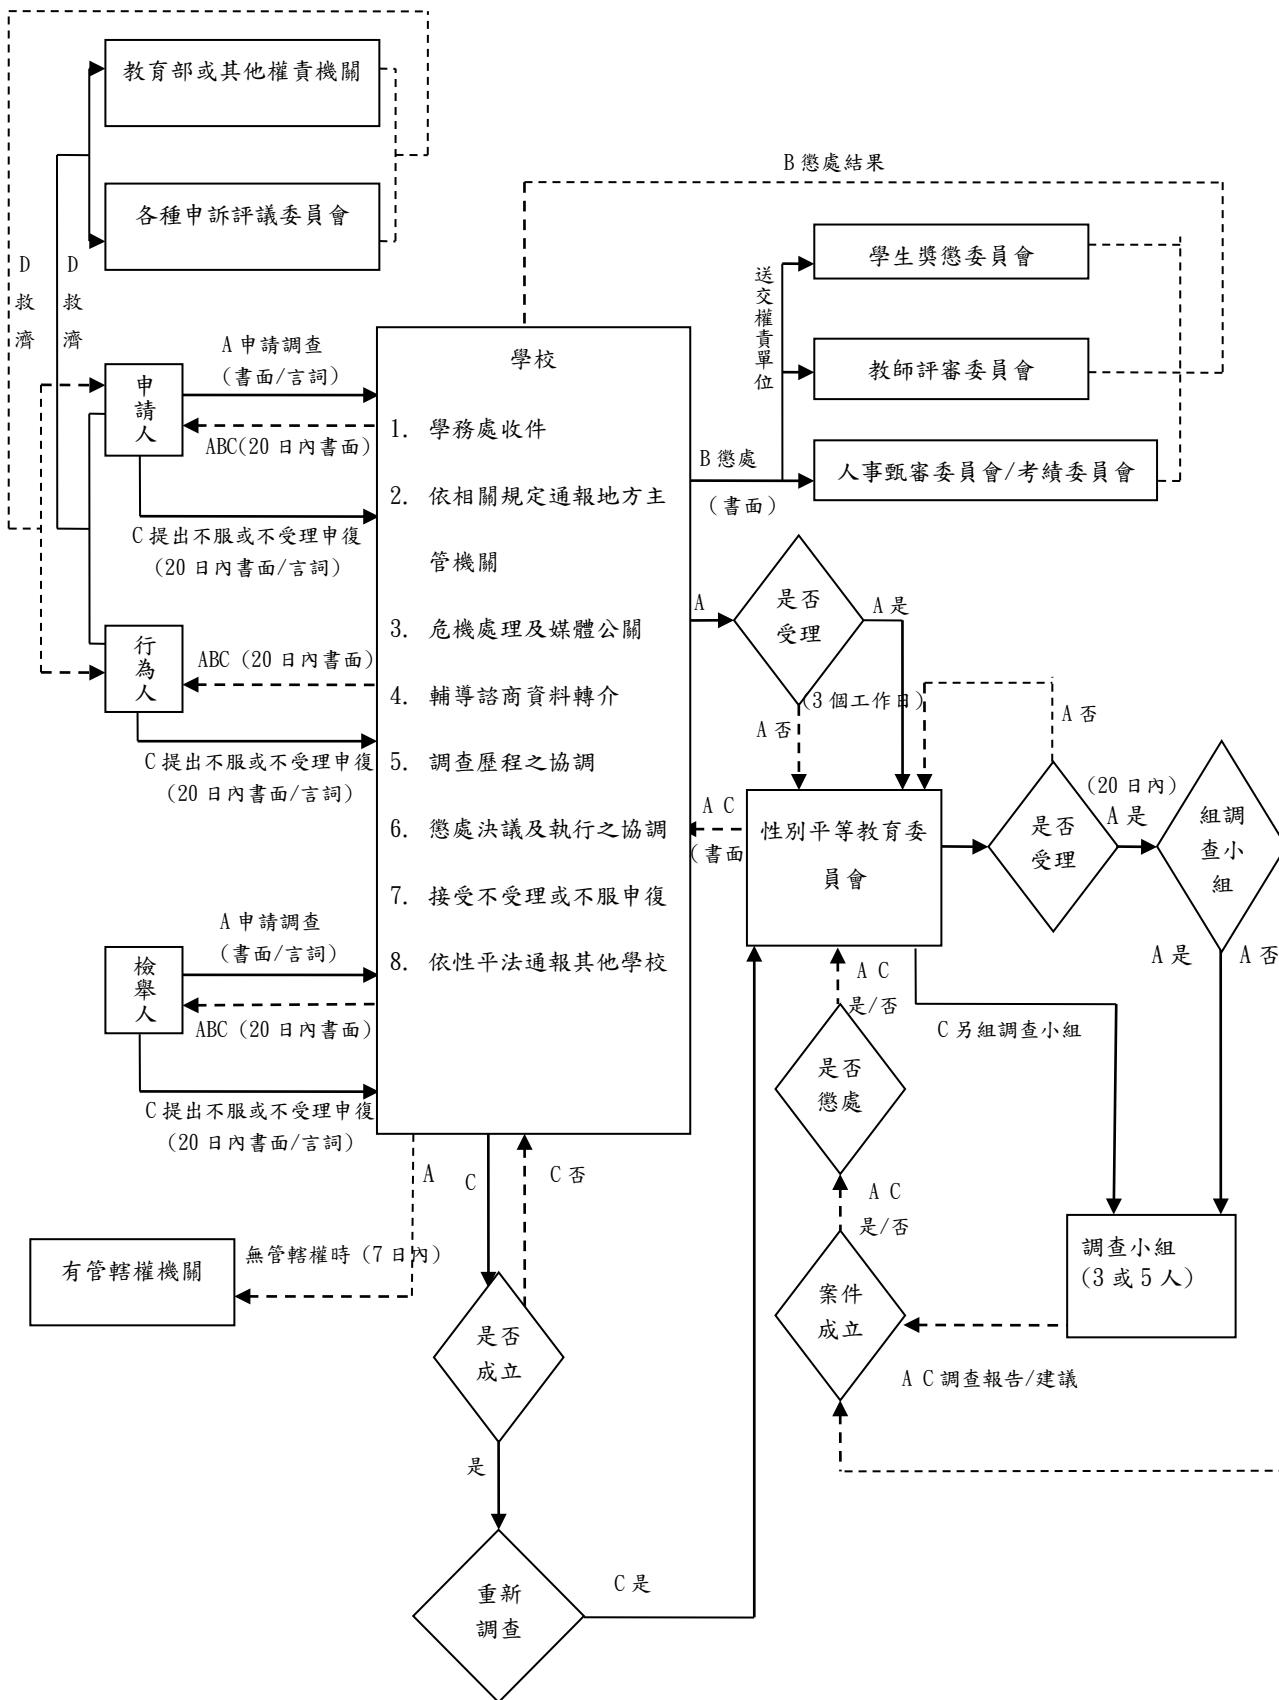 教育部或其他權責機關
各種申訴評議委員會
D
救
濟
D
救
濟
B 懲處結果
送交權責單位
學生獎懲委員會
教師評審委員會
人事甄審委員會/考績委員會
B 懲處
(書面)
申請人
A 申請調查
(書面/言詞)
ABC(20 日內書面)
C 提出不服或不受理申復
(20 日內書面/言詞)
行為人
ABC (20 日內書面)
C 提出不服或不受理申復
(20 日內書面/言詞)
檢舉人
A 申請調查
(書面/言詞)
ABC (20 日內書面)
C 提出不服或不受理申復
(20 日內書面/言詞)
學校
1. 學務處收件
2. 依相關規定通報地方主
管機關
3. 危機處理及媒體公關
4. 輔導諮商資料轉介
5. 調查歷程之協調
6. 懲處決議及執行之協調
7. 接受不受理或不服申復
8. 依性平法通報其他學校
A
是否
受理
A 是
(3 個工作日)
A 否
A C
(書面
性別平等教育委
員會
A 否
是否
受理
(20 日內)
A 是
組調
查小
組
A 是
A 否
C 另組調查小組
A C
是/否
是否
懲處
A C
是/否
案件
成立
調查小組
(3 或 5 人)
A C 調查報告/建議
A
C
C 否
無管轄權時 (7 日內)
有管轄權機關
是否
成立
是
重新
調查
C 是